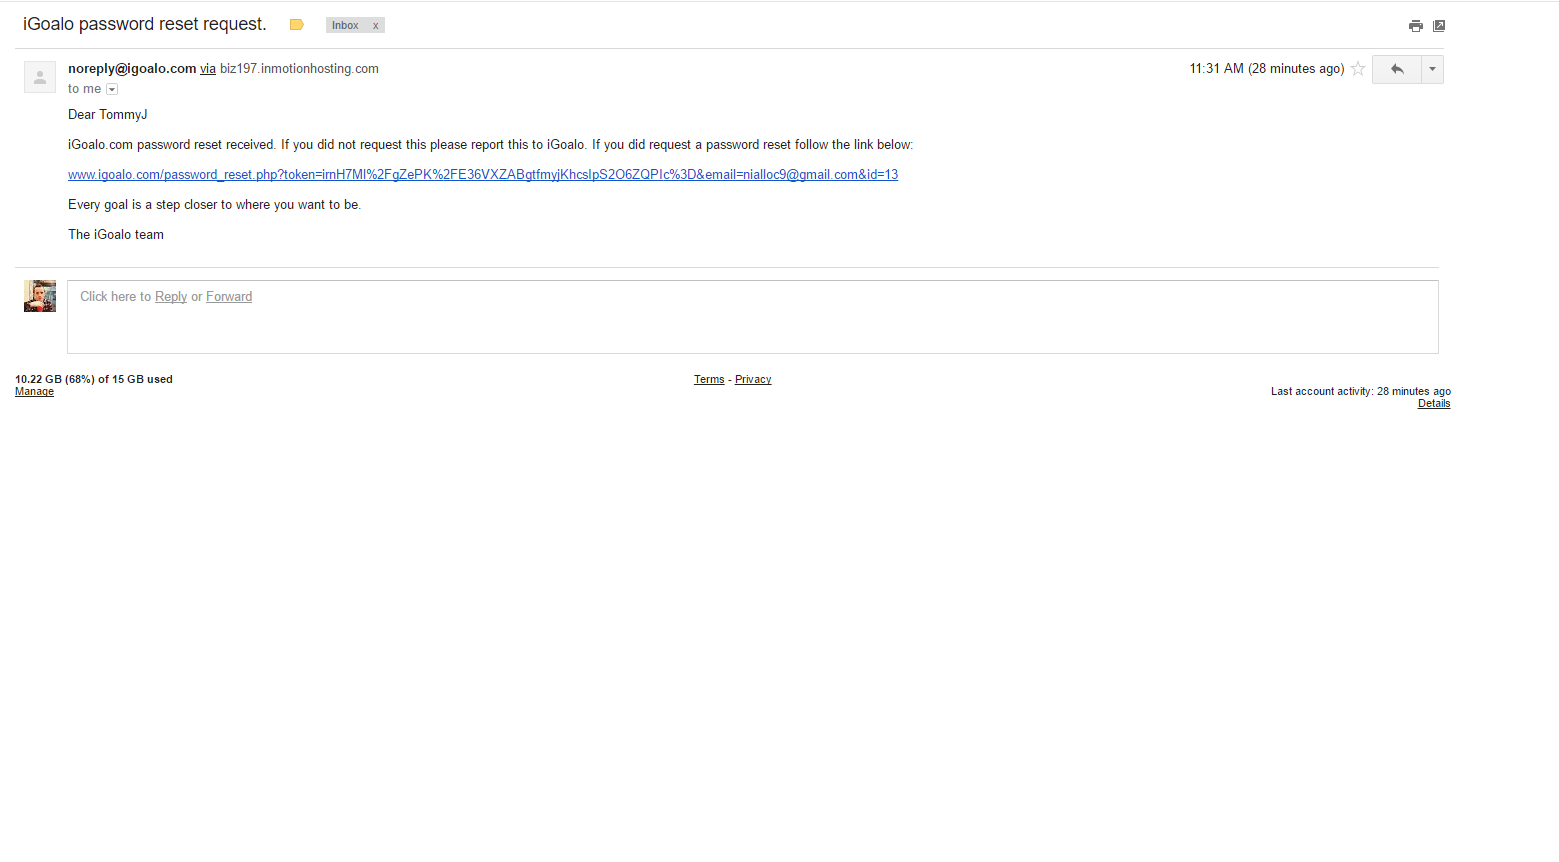 iGoalo password reset request.
Inbox x
noreply@igoalo.com via biz197.inmotionhosting.com
11:31 AM (28 minutes ago)
to me
Dear TommyJ
iGoalo.com password reset received. If you did not request this please report this to iGoalo. If you did request a password reset follow the link below:
www.igoalo.com/password_reset.php?token=irnH7Ml%2FgZePK%2FE36VXZABgtfmyjKhcsIpS2O6ZQPIc%3D&email=nialloc9@gmail.com&id=13
Every goal is a step closer to where you want to be.
The iGoalo team
Click here to Reply or Forward
10.22 GB (68%) of 15 GB used
Manage
Terms - Privacy
Last account activity: 28 minutes ago
Details